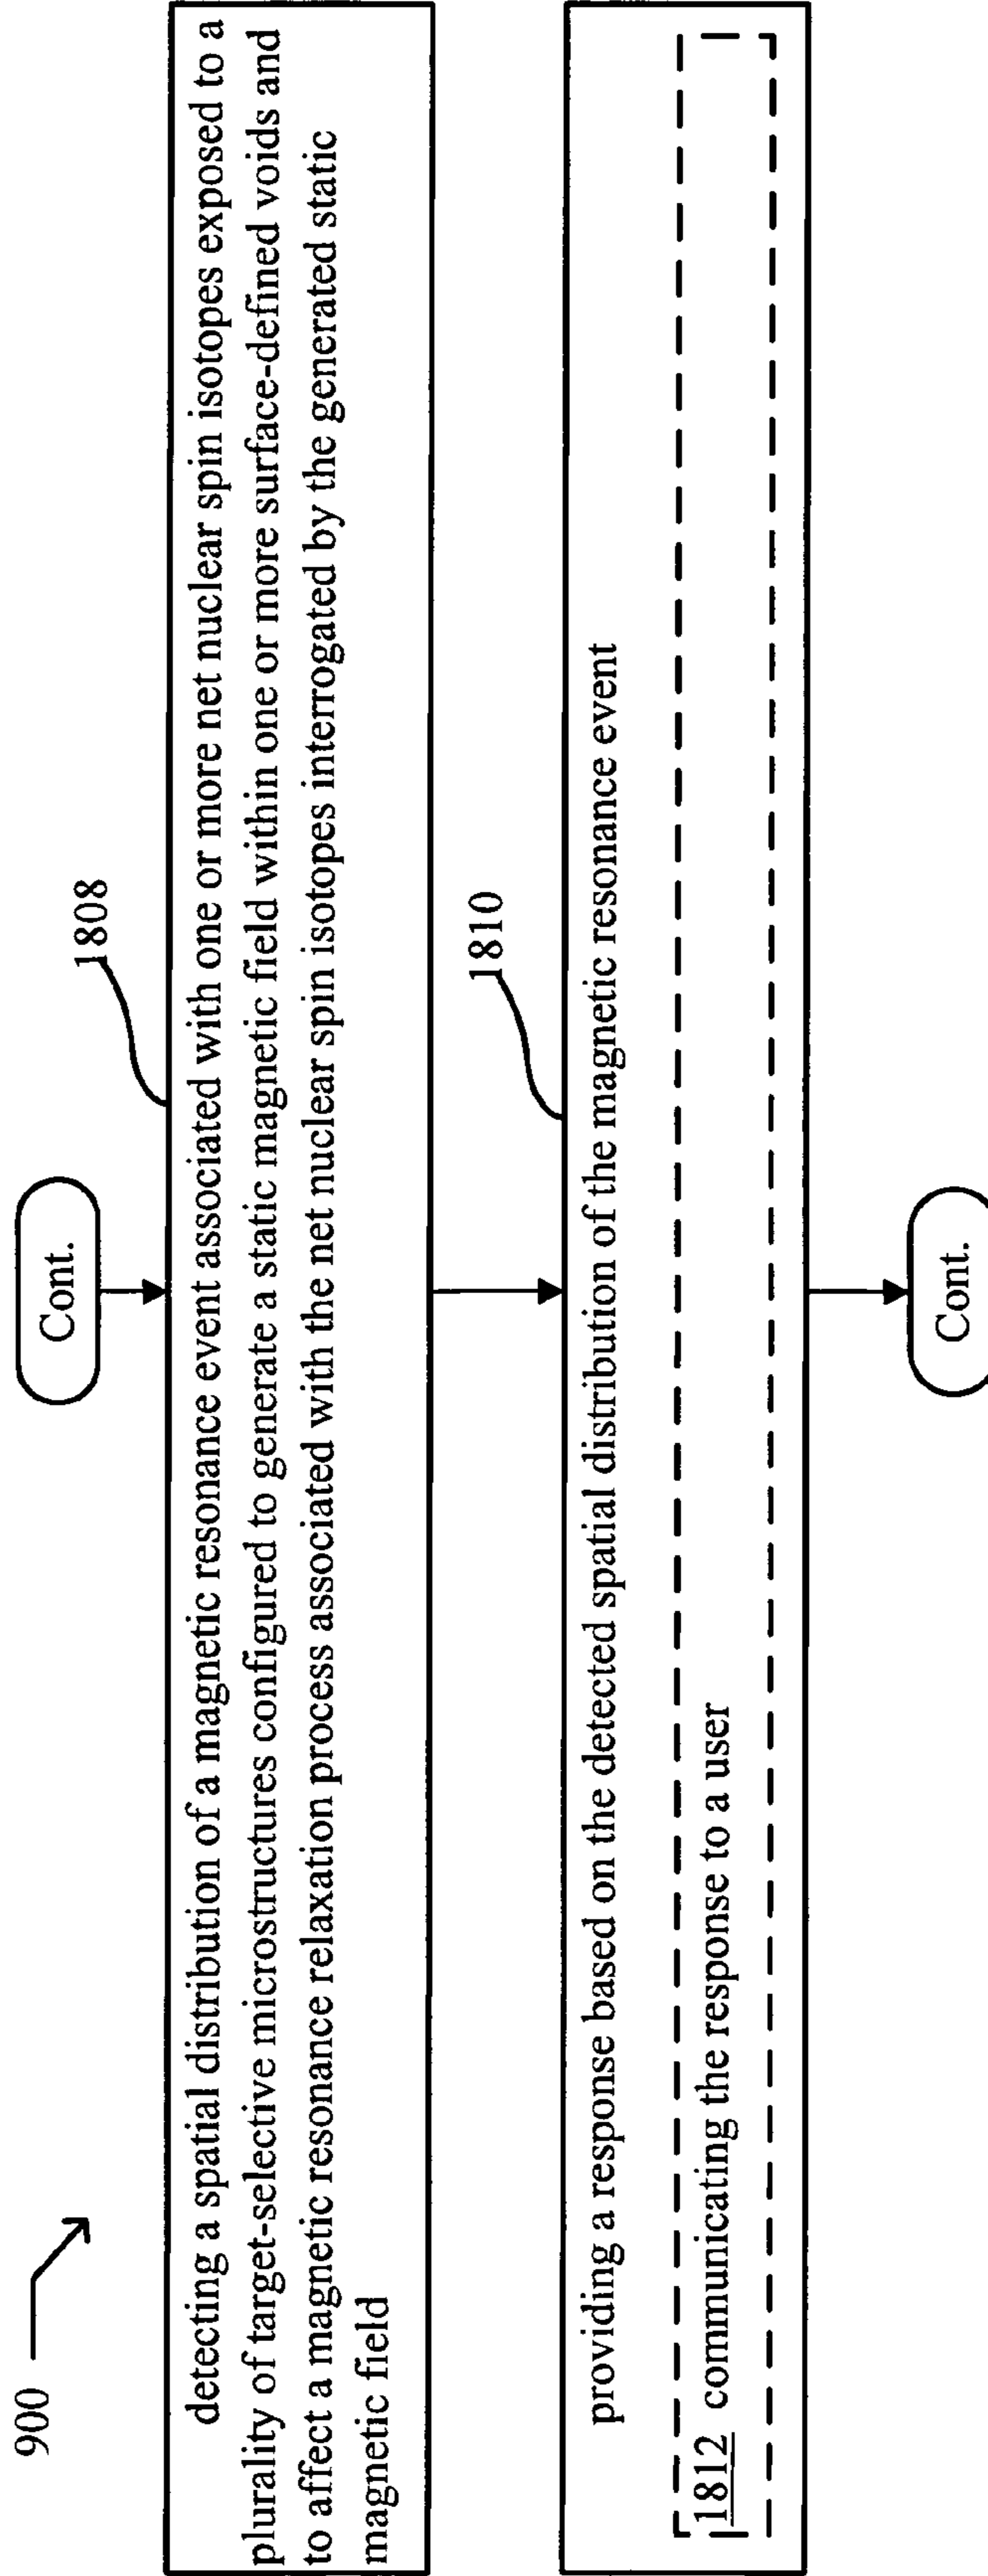 900
Cont.
1808
detecting a spatial distribution of a magnetic resonance event associated with one or more net nuclear spin isotopes exposed to a
plurality of target-selective microstructures configured to generate a static magnetic field within one or more surface-defined voids and
to affect a magnetic resonance relaxation process associated with the net nuclear spin isotopes interrogated by the generated static
magnetic field
1810
providing a response based on the detected spatial distribution of the magnetic resonance event
1812 communicating the response to a user
Cont.